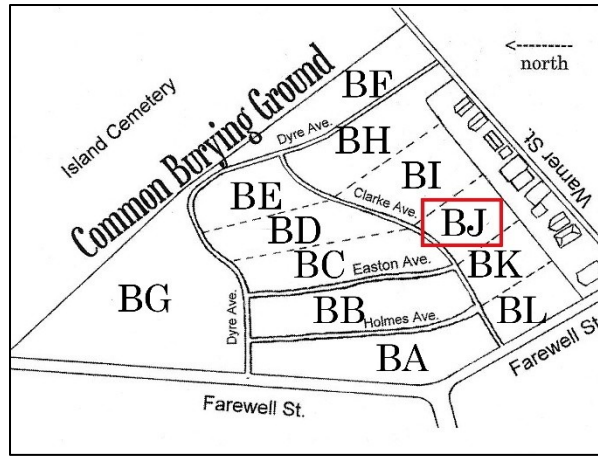 <---------
north
BF
Common Burying Ground
Island Cemetery
Dyre Ave.
BH
Warner St.
BI
BE
Clarke Ave.
BJ
BD
BC
Easton Ave.
BK
BG
Dyre Ave.
BB
Holmes Ave.
BL
BA
Farewell St.
Farewell St.